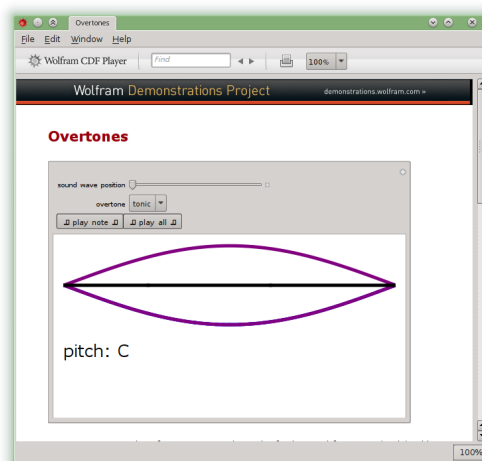 Overtones
File Edit Window Help
Wolfram CDF Player Find 100%
Wolfram Demonstrations Project demonstrations.wolfram.com »
Overtones
sound wave position
overtone tonic
♫ play note ♫ ♫ play all ♫
pitch: C
100%